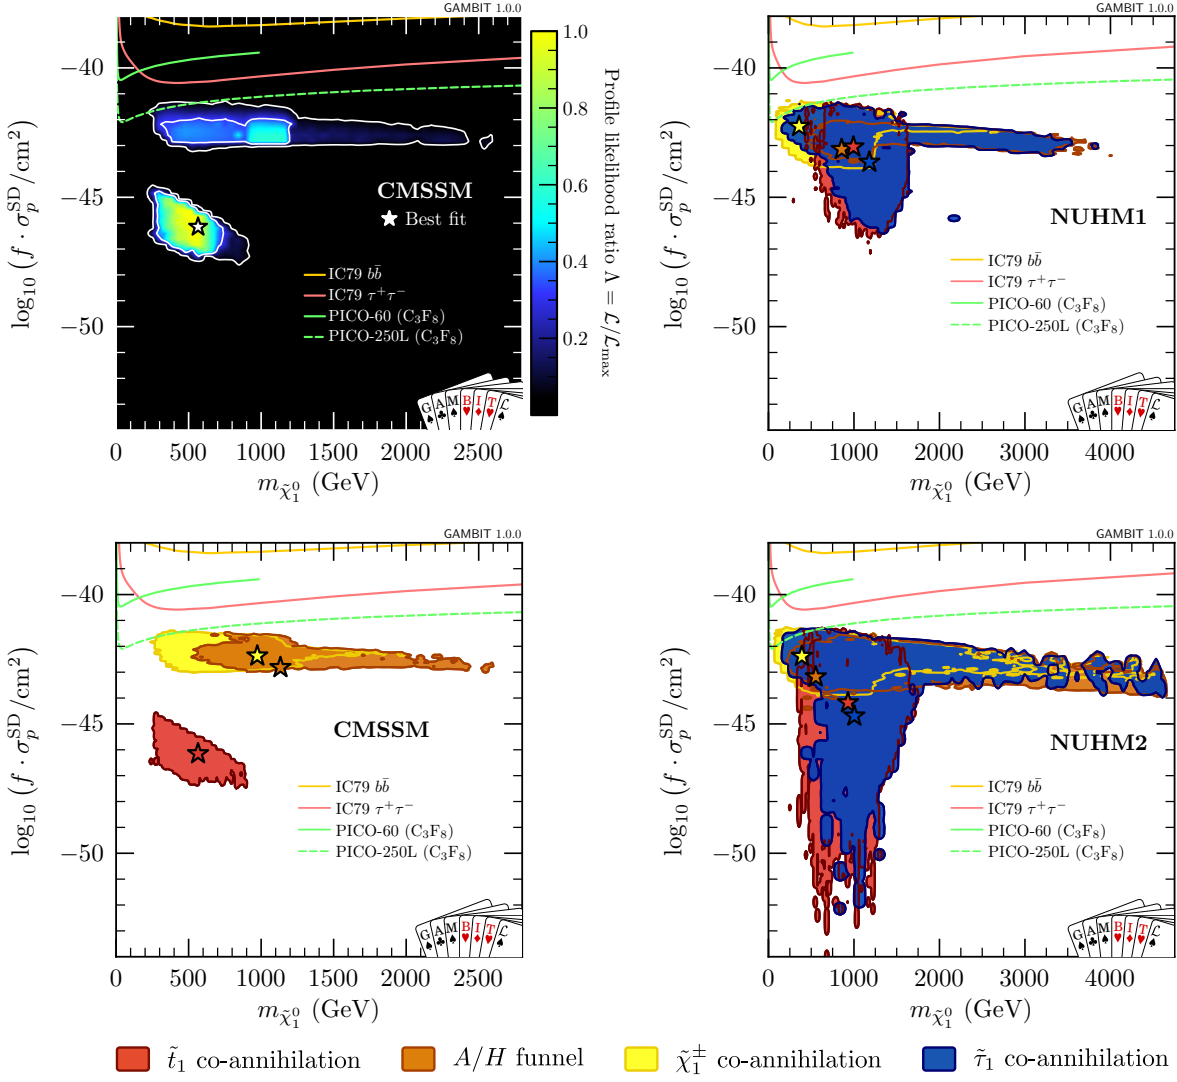 GAMBIT 1.0.0
−40
−45
−50
log₁₀ (f · σₚˢᴰ/cm²)
CMSSM
Best fit
IC79 bb̄
IC79 τ⁺τ⁻
PICO-60 (C₃F₈)
PICO-250L (C₃F₈)
G A M B I T ℒ
0 500 1000 1500 2000 2500
m_χ̃₁⁰ (GeV)
1.0
0.8
0.6
0.4
0.2
Profile likelihood ratio Λ = ℒ/ℒmax
GAMBIT 1.0.0
−40
−45
−50
log₁₀ (f · σₚˢᴰ/cm²)
NUHM1
IC79 bb̄
IC79 τ⁺τ⁻
PICO-60 (C₃F₈)
PICO-250L (C₃F₈)
G A M B I T ℒ
0 1000 2000 3000 4000
m_χ̃₁⁰ (GeV)
GAMBIT 1.0.0
−40
−45
−50
log₁₀ (f · σₚˢᴰ/cm²)
CMSSM
IC79 bb̄
IC79 τ⁺τ⁻
PICO-60 (C₃F₈)
PICO-250L (C₃F₈)
G A M B I T ℒ
0 500 1000 1500 2000 2500
m_χ̃₁⁰ (GeV)
GAMBIT 1.0.0
−40
−45
−50
log₁₀ (f · σₚˢᴰ/cm²)
NUHM2
IC79 bb̄
IC79 τ⁺τ⁻
PICO-60 (C₃F₈)
PICO-250L (C₃F₈)
G A M B I T ℒ
0 1000 2000 3000 4000
m_χ̃₁⁰ (GeV)
t̃₁ co-annihilation A/H funnel χ̃₁± co-annihilation τ̃₁ co-annihilation